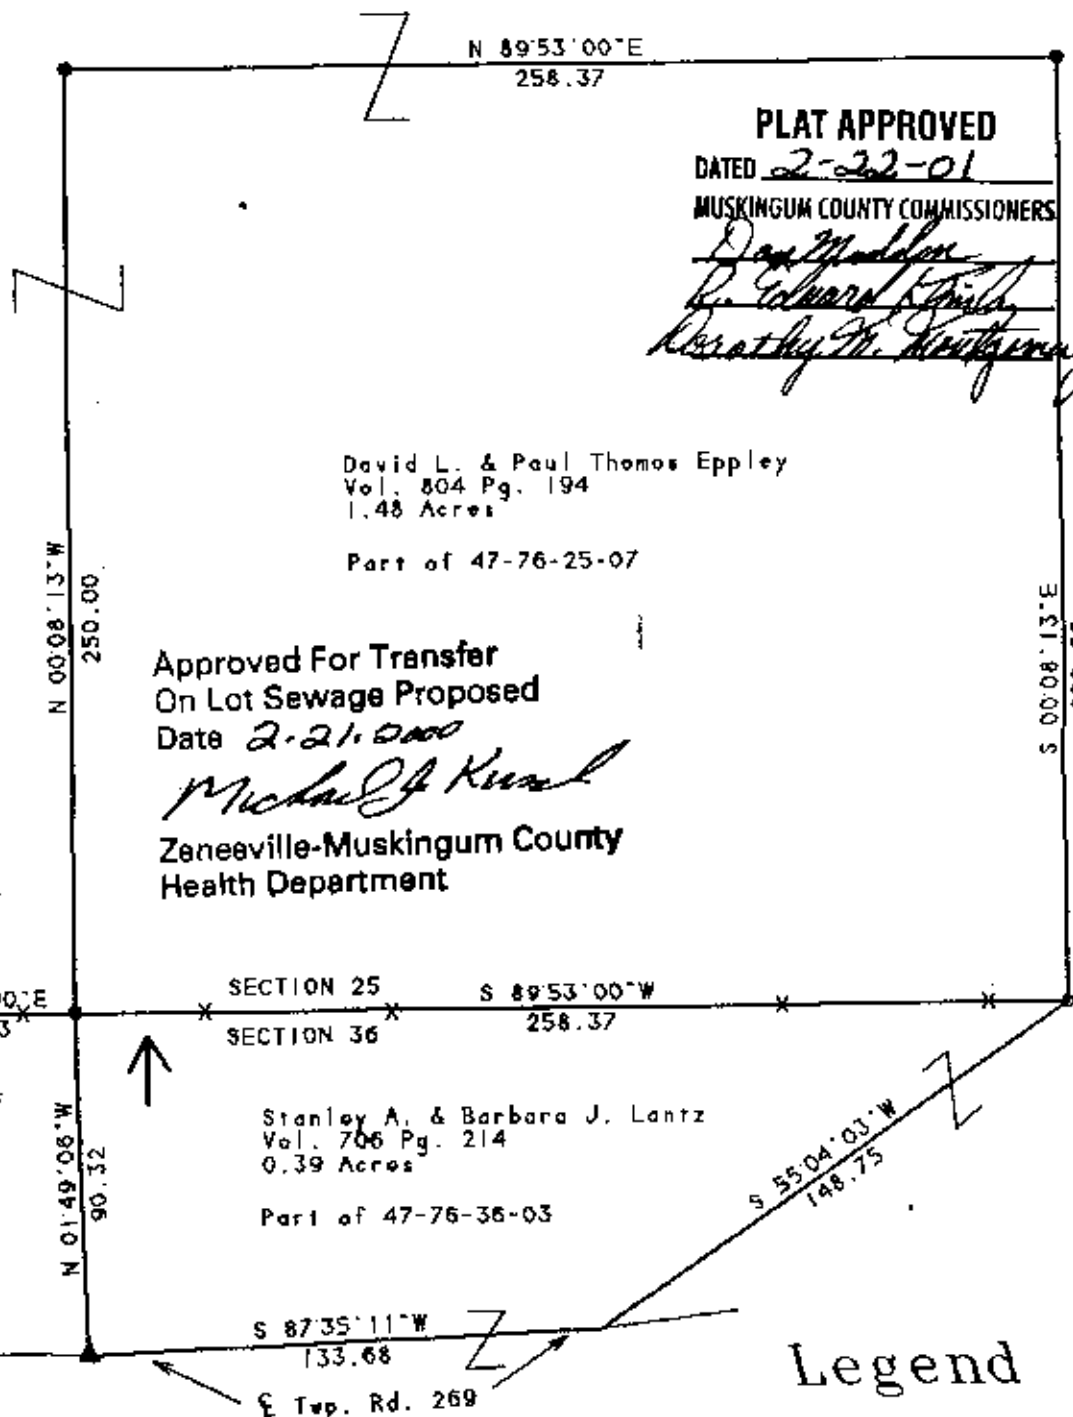 N 89°53'00"E
258.37
PLAT APPROVED
DATED 2-22-01
MUSKINGUM COUNTY COMMISSIONERS
Dorothy M. Montgomery
David L. & Paul Thomas Eppley
Vol. 804 Pg. 194
1.48 Acres
Part of 47-76-25-07
N 00°08'13"W
250.00
S 00°08'13"E
Approved For Transfer
On Lot Sewage Proposed
Date 2.21.2000
Michael J
Zanesville-Muskingum County
Health Department
SECTION 25
S 89°53'00"W
258.37
SECTION 36
Stanley A. & Barbara J. Lantz
Vol. 706 Pg. 214
0.39 Acres
Part of 47-76-36-03
N 01°49'06"W
90.32
S 55°04'03"W
148.75
S 87°35'11"W
133.68
℄ Twp. Rd. 269
Legend